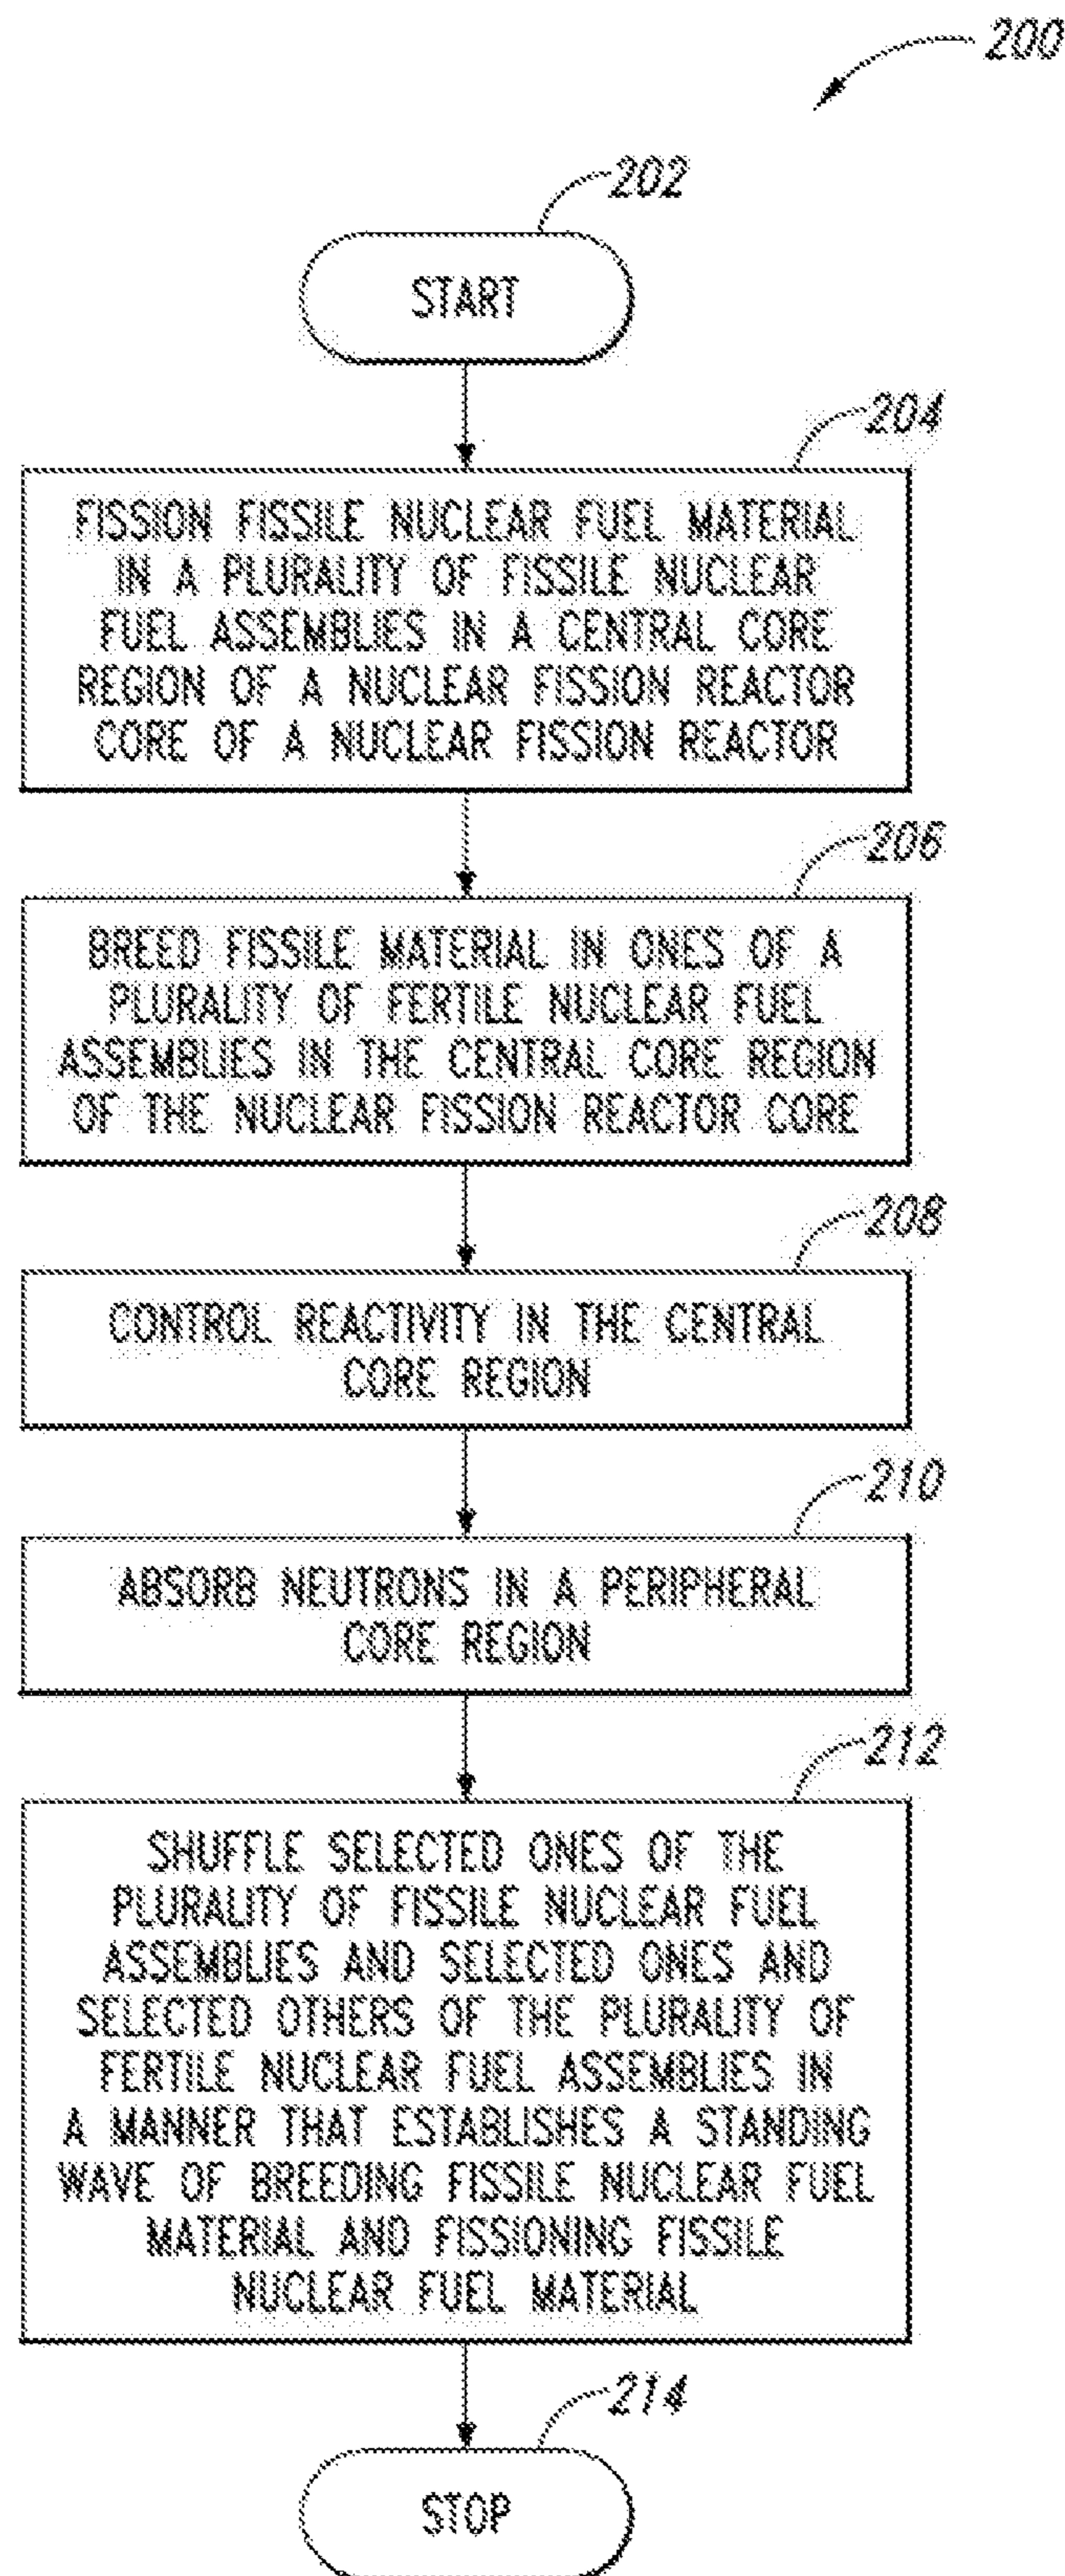 200
202
START
204
FISSION FISSILE NUCLEAR FUEL MATERIAL
IN A PLURALITY OF FISSILE NUCLEAR
FUEL ASSEMBLIES IN A CENTRAL CORE
REGION OF A NUCLEAR FISSION REACTOR
CORE OF A NUCLEAR FISSION REACTOR
206
BREED FISSILE MATERIAL IN ONES OF A
PLURALITY OF FERTILE NUCLEAR FUEL
ASSEMBLIES IN THE CENTRAL CORE REGION
OF THE NUCLEAR FISSION REACTOR CORE
208
CONTROL REACTIVITY IN THE CENTRAL
CORE REGION
210
ABSORB NEUTRONS IN A PERIPHERAL
CORE REGION
212
SHUFFLE SELECTED ONES OF THE
PLURALITY OF FISSILE NUCLEAR FUEL
ASSEMBLIES AND SELECTED ONES AND
SELECTED OTHERS OF THE PLURALITY OF
FERTILE NUCLEAR FUEL ASSEMBLIES IN
A MANNER THAT ESTABLISHES A STANDING
WAVE OF BREEDING FISSILE NUCLEAR FUEL
MATERIAL AND FISSIONING FISSILE
NUCLEAR FUEL MATERIAL
214
STOP